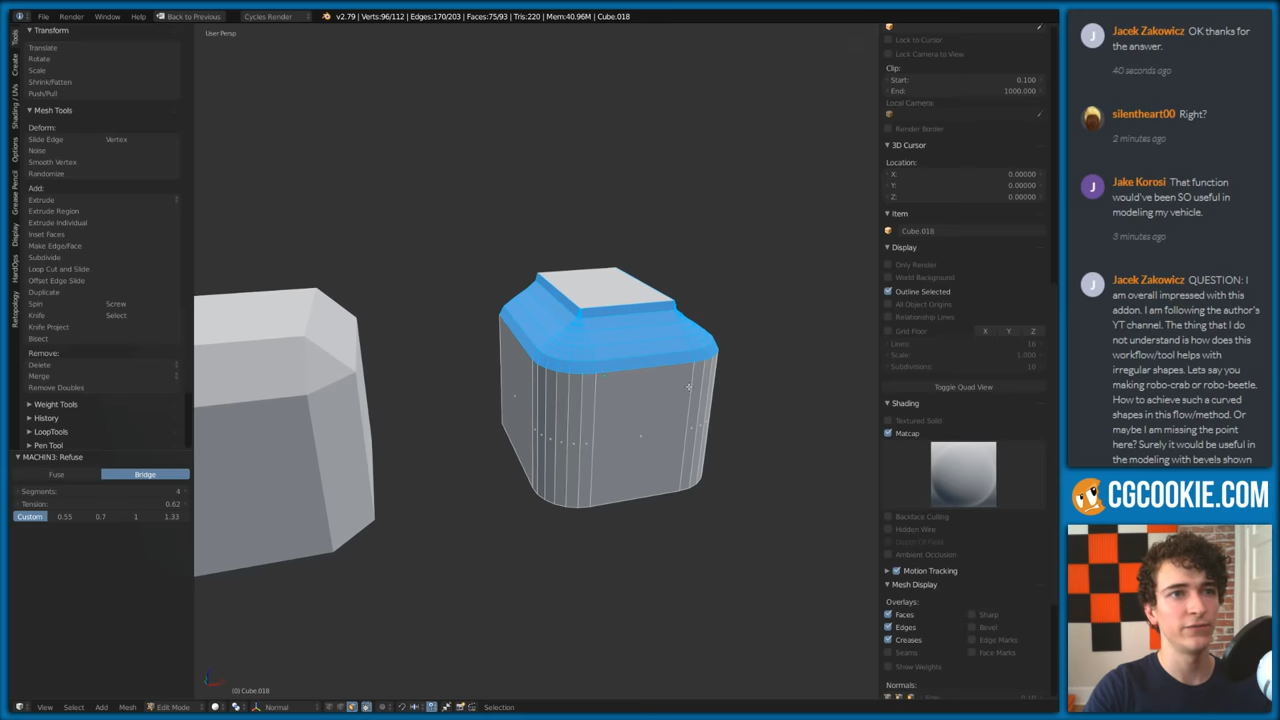 File Render Window Help Back to Previous Cycles Render v2.79 | Verts:96/112 | Edges:170/203 | Faces:75/93 | Tris:220 | Mem:40.96M | Cube.018
Transform
Translate
Rotate
Scale
Shrink/Fatten
Push/Pull
Mesh Tools
Deform:
Slide Edge Vertex
Noise
Smooth Vertex
Randomize
Add:
Extrude
Extrude Region
Extrude Individual
Inset Faces
Make Edge/Face
Subdivide
Loop Cut and Slide
Offset Edge Slide
Duplicate
Spin Screw
Knife Select
Knife Project
Bisect
Remove:
Delete
Merge
Remove Doubles
Weight Tools
History
LoopTools
Pen Tool
MACHIN3: Refuse
Fuse Bridge
Segments: 4
Tension: 0.62
Custom 0.55 0.7 1 1.33
Tools
Create
Shading / UVs
Options
Grease Pencil
Display
HardOps
Retopology
User Persp
(0) Cube.018
View Select Add Mesh Edit Mode Normal Selection
Lock to Cursor
Lock Camera to View
Clip:
Start: 0.100
End: 1000.000
Local Camera:
Render Border
3D Cursor
Location:
X: 0.00000
Y: 0.00000
Z: 0.00000
Item
Cube.018
Display
Only Render
World Background
Outline Selected
All Object Origins
Relationship Lines
Grid Floor X Y Z
Lines: 16
Scale: 1.000
Subdivisions: 10
Toggle Quad View
Shading
Textured Solid
Matcap
Backface Culling
Hidden Wire
Depth Of Field
Ambient Occlusion
Motion Tracking
Mesh Display
Overlays:
Faces Sharp
Edges Bevel
Creases Edge Marks
Seams Face Marks
Show Weights
Normals:
J Jacek Zakowicz OK thanks for
the answer.
40 seconds ago
silentheart00 Right?
2 minutes ago
J Jake Korosi That function
would've been SO useful in
modeling my vehicle.
3 minutes ago
J Jacek Zakowicz QUESTION: I
am overall impressed with this
addon. I am following the author's
YT channel. The thing that I do
not understand is how does this
workflow/tool helps with
irregular shapes. Lets say you
making robo-crab or robo-beetle.
How to achieve such a curved
shapes in this flow/method. Or
maybe I am missing the point
here? Surely it would be useful in
the modeling with bevels shown
CGCOOKIE.COM